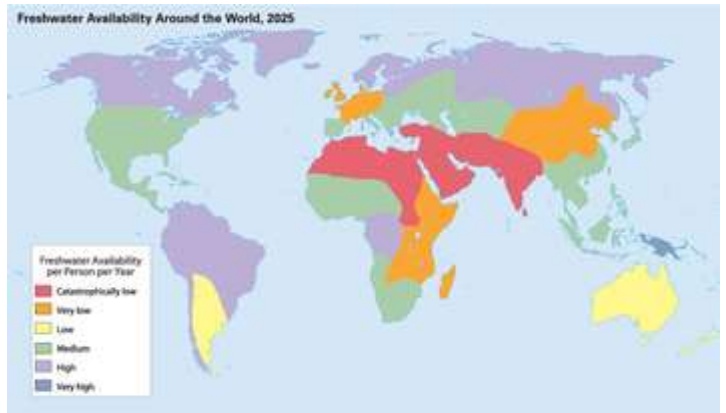 Freshwater Availability Around the World, 2025
Freshwater Availability
per Person per Year
Catastrophically low
Very low
Low
Medium
High
Very high